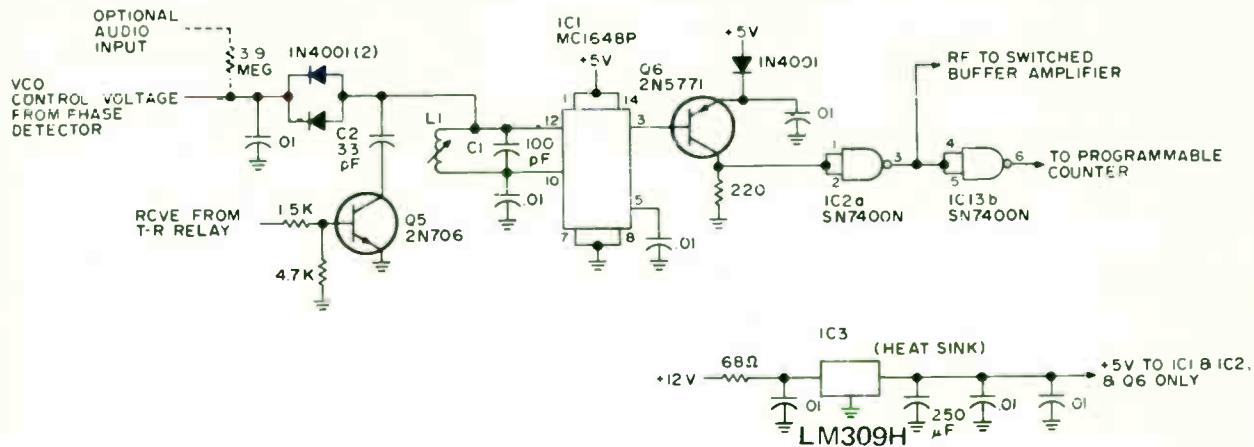 OPTIONAL
AUDIO
INPUT
3.9
MEG
1N4001(2)
VCO
CONTROL VOLTAGE
FROM PHASE
DETECTOR
.01
C2
33
pF
RCVE FROM
T-R RELAY
1.5K
4.7K
Q5
2N706
L1
C1
100
pF
.01
IC1
MC1648P
+5V
1
14
12
3
10
5
7
8
.01
Q6
2N5771
+5V
1N4001
.01
220
1
2
3
IC2a
SN7400N
RF TO SWITCHED
BUFFER AMPLIFIER
4
5
6
IC13b
SN7400N
TO PROGRAMMABLE
COUNTER
+12V
68Ω
.01
IC3
(HEAT SINK)
LM309H
250
µF
.01
.01
+5V TO IC1 & IC2,
& Q6 ONLY